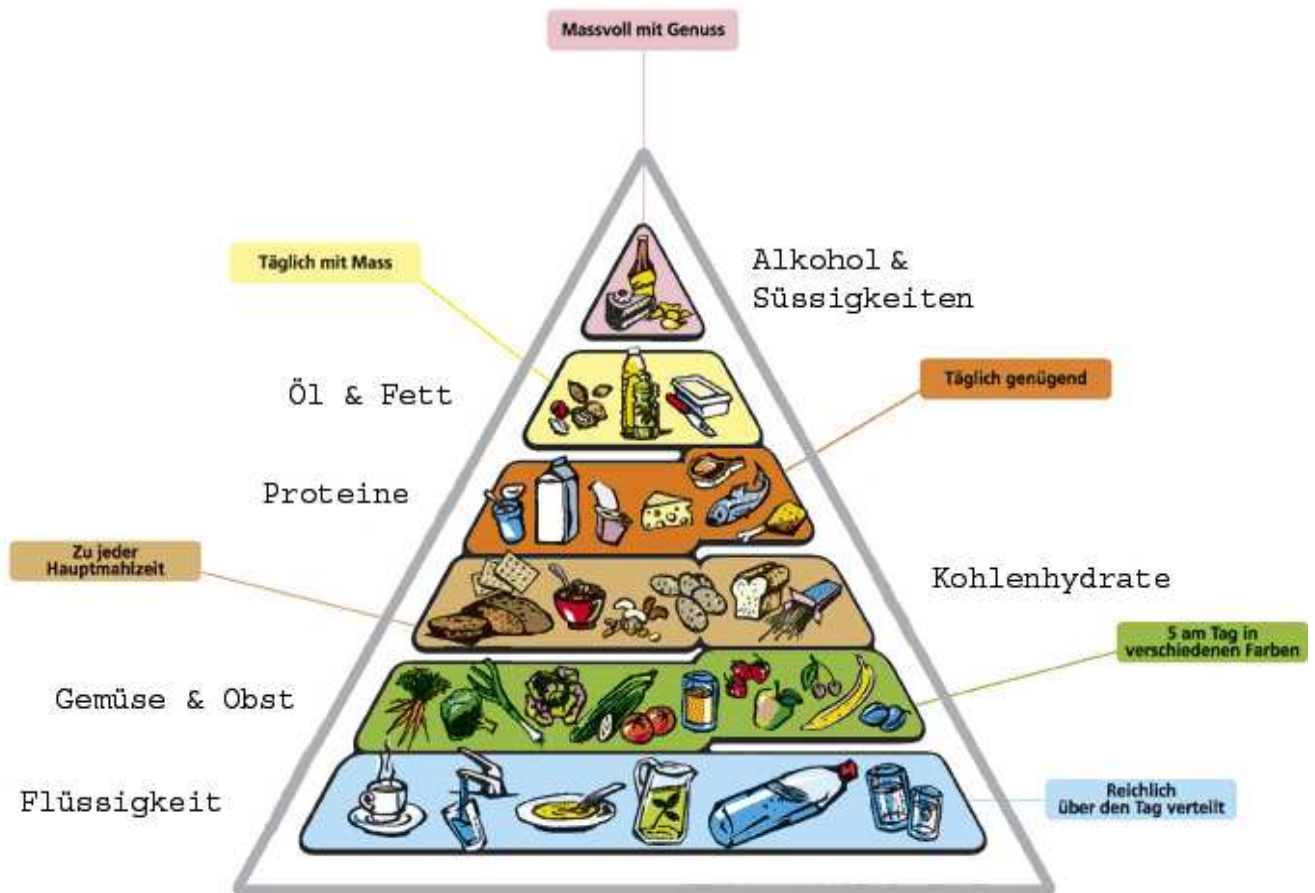 Massvoll mit Genuss
Täglich mit Mass
Alkohol &
Süssigkeiten
Öl & Fett
Täglich genügend
Proteine
Zu jeder
Hauptmahlzeit
Kohlenhydrate
5 am Tag in
verschiedenen Farben
Gemüse & Obst
Flüssigkeit
Reichlich
über den Tag verteilt